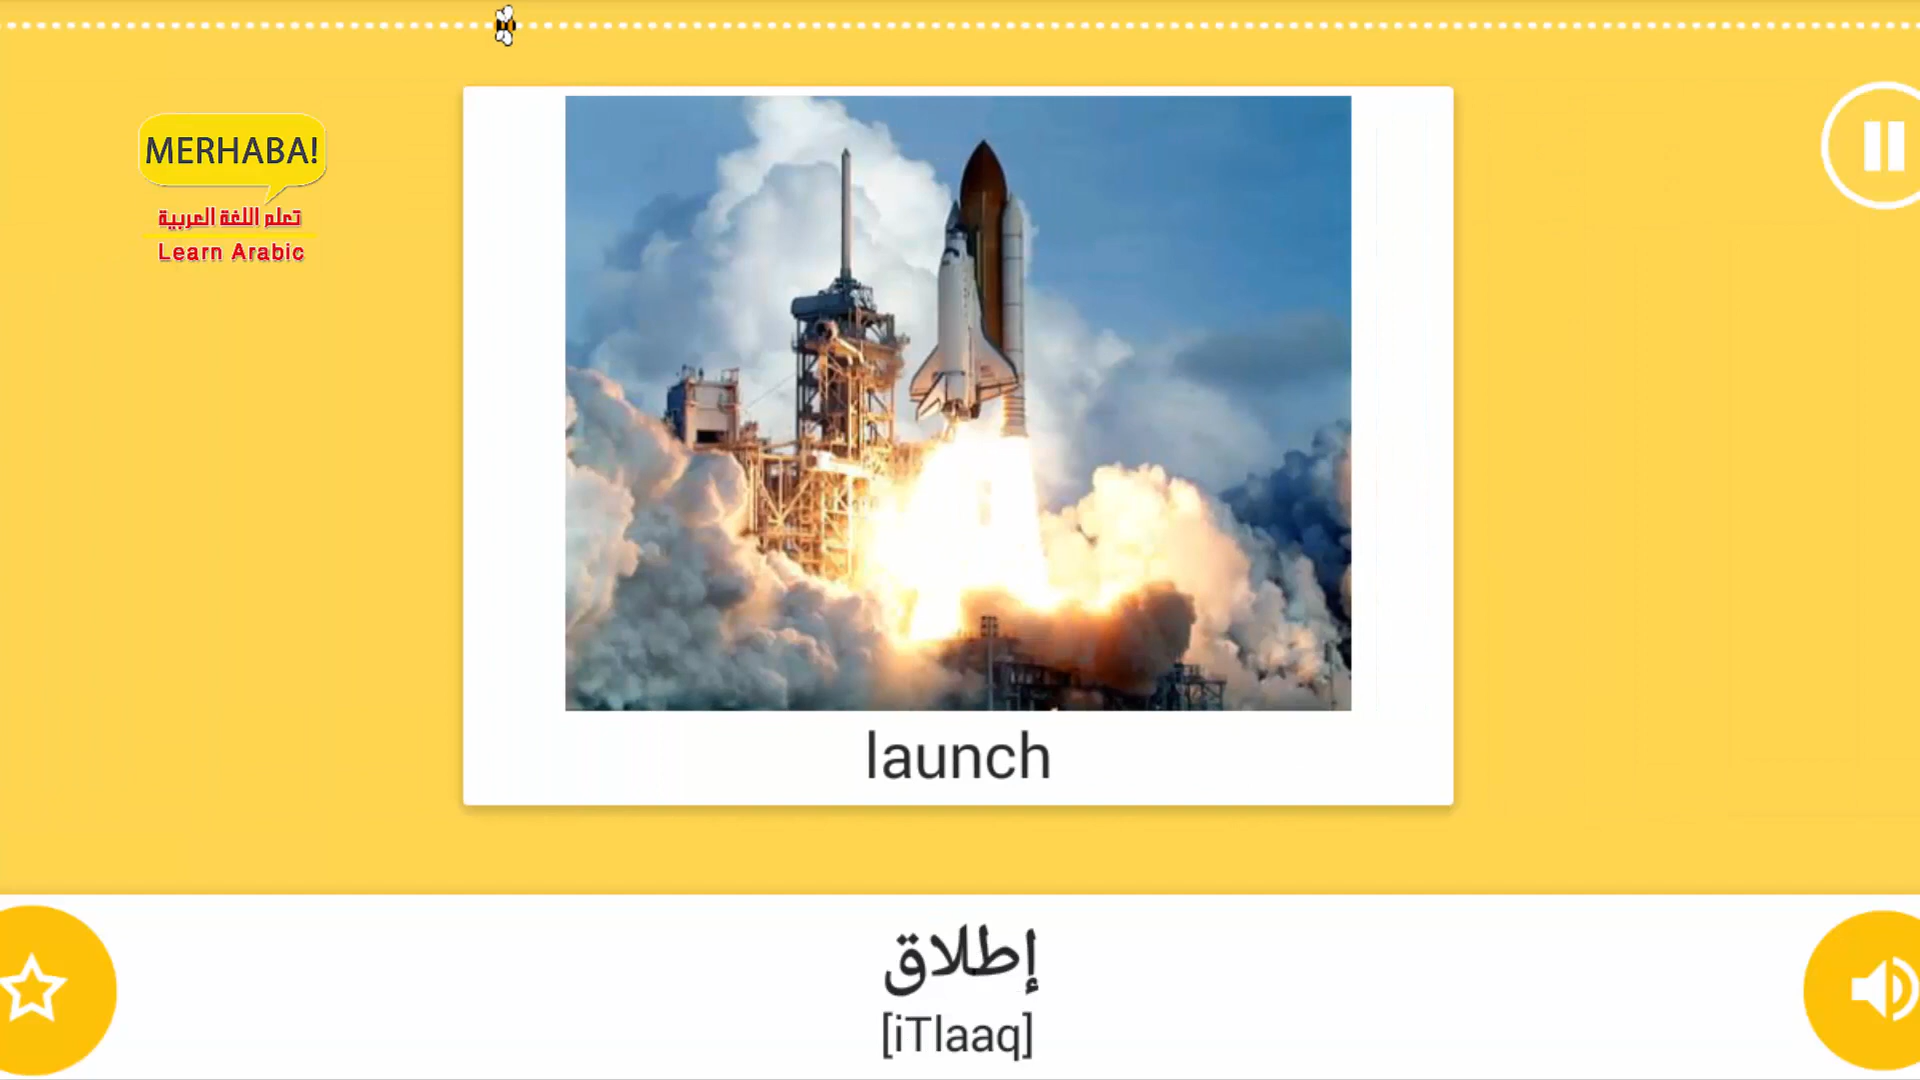 MERHABA!
تعلم اللغة العربية
Learn Arabic
launch
إطلاق
[iTlaaq]